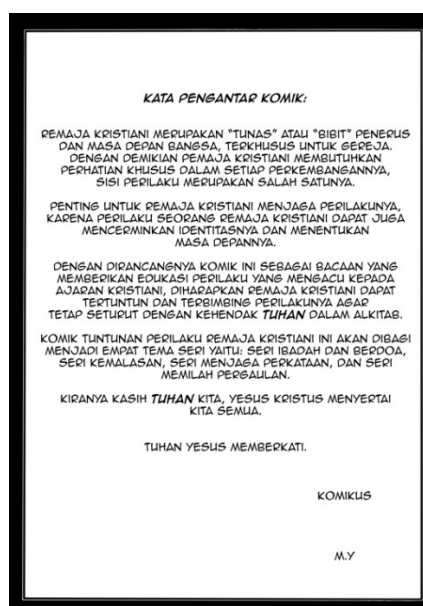 KATA PENGANTAR KOMIK:
REMAJA KRISTIANI MERUPAKAN "TUNAS" ATAU "BIBIT" PENERUS
DAN MASA DEPAN BANGSA, TERKHUSUS UNTUK GEREJA.
DENGAN DEMIKIAN PEMAJA KRISTIANI MEMBUTUHKAN
PERHATIAN KHUSUS DALAM SETIAP PERKEMBANGANNYA,
SISI PERILAKU MERUPAKAN SALAH SATUNYA.
PENTING UNTUK REMAJA KRISTIANI MENJAGA PERILAKUNYA,
KARENA PERILAKU SEORANG REMAJA KRISTIANI DAPAT JUGA
MENCERMINKAN IDENTITASNYA DAN MENENTUKAN
MASA DEPANNYA.
DENGAN DIRANCANGNYA KOMIK INI SEBAGAI BACAAN YANG
MEMBERIKAN EDUKASI PERILAKU YANG MENGACU KEPADA
AJARAN KRISTIANI, DIHARAPKAN REMAJA KRISTIANI DAPAT
TERTUNTUN DAN TERBIMBING PERILAKUNYA AGAR
TETAP SETURUT DENGAN KEHENDAK TUHAN DALAM ALKITAB.
KOMIK TUNTUNAN PERILAKU REMAJA KRISTIANI INI AKAN DIBAGI
MENJADI EMPAT TEMA SERI YAITU: SERI IBADAH DAN BERDOA,
SERI KEMALASAN, SERI MENJAGA PERKATAAN, DAN SERI
MEMILAH PERGAULAN.
KIRANYA KASIH TUHAN KITA, YESUS KRISTUS MENYERTAI
KITA SEMUA.
TUHAN YESUS MEMBERKATI.
KOMIKUS
M.Y